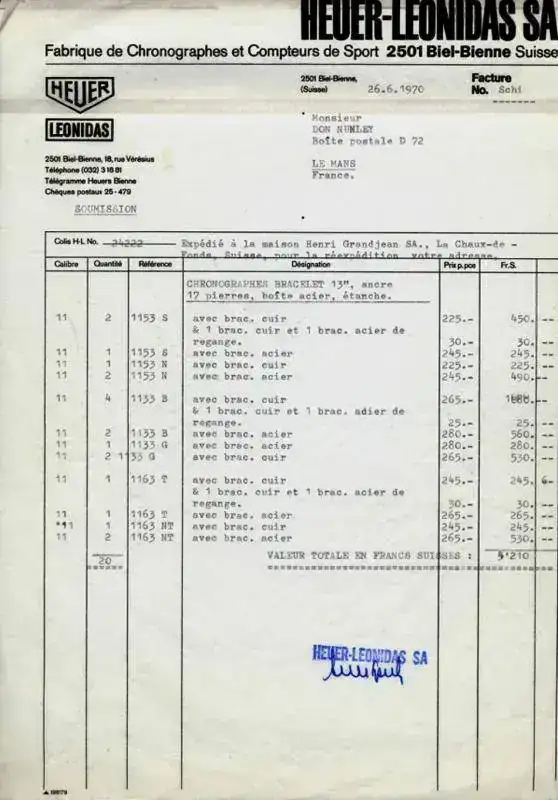 HEUER-LEONIDAS SA
Fabrique de Chronographes et Compteurs de Sport 2501 Biel-Bienne Suisse
HEUER
LEONIDAS
2501 Biel-Bienne,
(Suisse) 26.6.1970
Facture
No. Schi
Monsieur
DON NUNLEY
Boîte postale D 72
LE MANS
France.
2501 Biel-Bienne, 18, rue Vérésius
Téléphone (032) 3 18 81
Télégramme Heuers Bienne
Chèques postaux 25 - 479
SOUMISSION
Colis H-L No. 24222 Expédié à la maison Henri Grandjean SA., La Chaux-de -
Fonds, Suisse, pour la réexpédition votre adresse.
Calibre Quantité Référence Désignation Prix p.pce Fr.S.
CHRONOGRAPHES BRACELET 13", ancre
17 pierres, boîte acier, étanche.
11 2 1153 S avec brac. cuir 225.- 450. --
& 1 brac. cuir et 1 brac. acier de
regange. 30.- 30. --
11 1 1153 S avec brac. acier 245.- 245. --
11 1 1153 N avec brac. cuir 225.- 225. --
11 2 1153 N avec brac. acier 245.- 490. --
11 4 1133 B avec brac. cuir 265.- --
& 1 brac. cuir et 1 brac. adier de
regange. 25.- 25. --
11 2 1133 B avec brac. acier 280.- 560. --
11 1 1133 G avec brac. acier 280.- 280. --
11 2 1133 G avec brac. cuir 265.- 530. --
11 1 1163 T avec brac. cuir 245.- 245. --
& 1 brac. cuir et 1 brac. acier de
regange. 30.- 30. --
11 1 1163 T avec brac. acier 265.- 265. --
*11 1 1163 NT avec brac. cuir 245.- 245. --
11 2 1163 NT avec brac. acier 265.- 530. --
20 VALEUR TOTALE EN FRANCS SUISSES : 5'210 --
HEUER-LEONIDAS SA